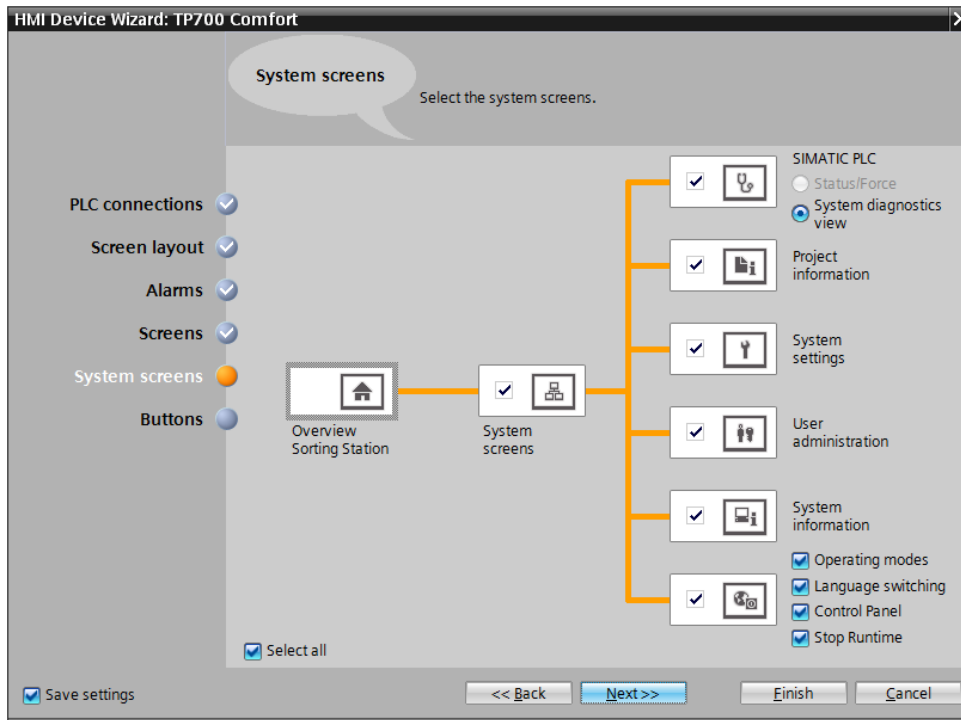 HMI Device Wizard: TP700 Comfort
System screens
Select the system screens.
PLC connections
Screen layout
Alarms
Screens
System screens
Buttons
Overview
Sorting Station
System
screens
SIMATIC PLC
Status/Force
System diagnostics
view
Project
information
System
settings
User
administration
System
information
Operating modes
Language switching
Control Panel
Stop Runtime
Select all
Save settings
<< Back
Next >>
Finish
Cancel